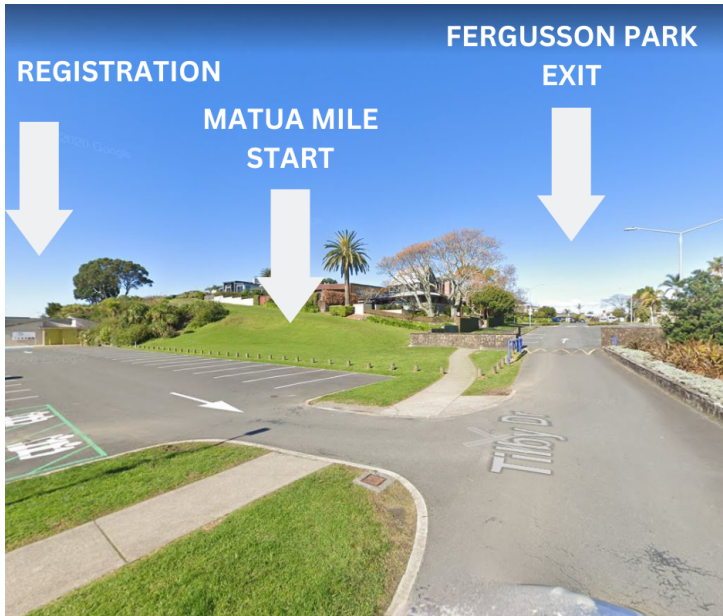 REGISTRATION
MATUA MILE
START
FERGUSSON PARK
EXIT
Tilby Dr